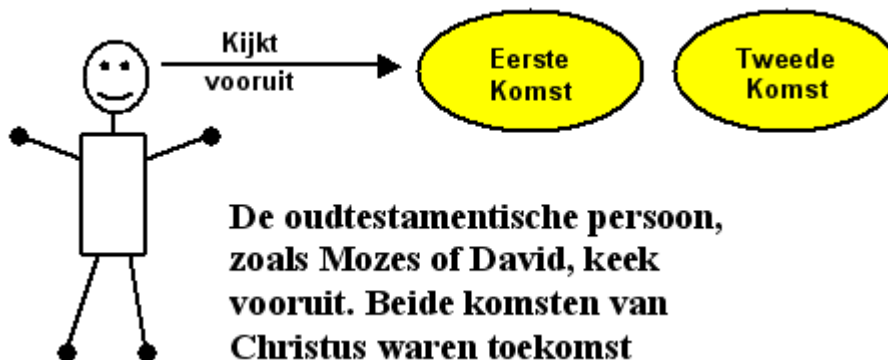 Kijkt
vooruit
Eerste
Komst
Tweede
Komst
De oudtestamentische persoon,
zoals Mozes of David, keek
vooruit. Beide komsten van
Christus waren toekomst